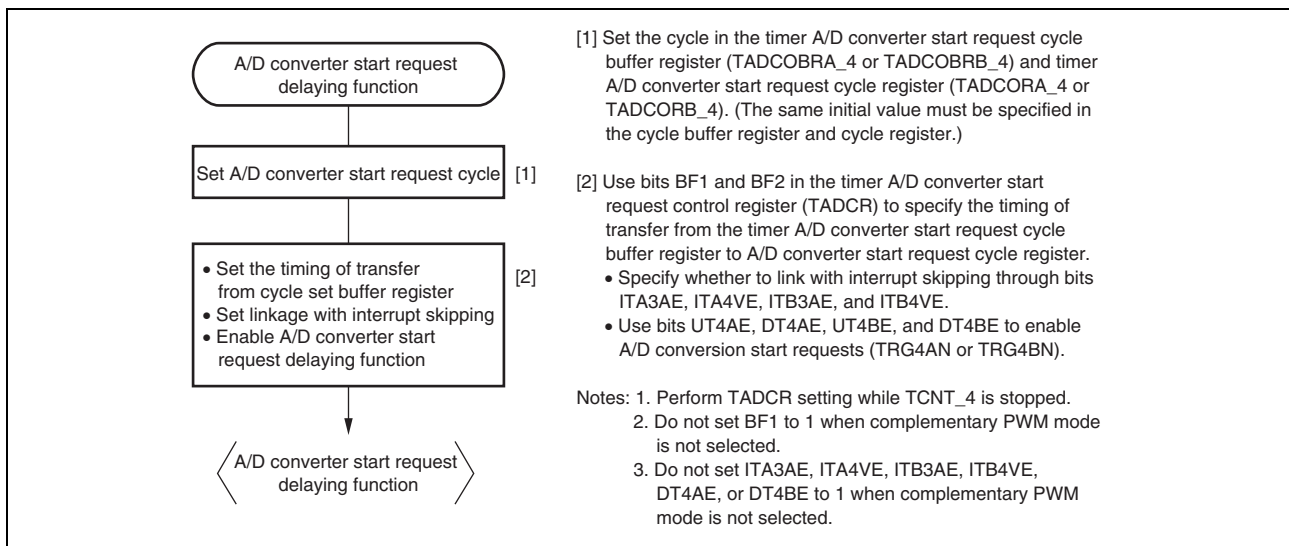 A/D converter start request
delaying function
Set A/D converter start request cycle
[1]
• Set the timing of transfer
from cycle set buffer register
• Set linkage with interrupt skipping
• Enable A/D converter start
request delaying function
[2]
A/D converter start request
delaying function
[1] Set the cycle in the timer A/D converter start request cycle
buffer register (TADCOBRA_4 or TADCOBRB_4) and timer
A/D converter start request cycle register (TADCORA_4 or
TADCORB_4). (The same initial value must be specified in
the cycle buffer register and cycle register.)
[2] Use bits BF1 and BF2 in the timer A/D converter start
request control register (TADCR) to specify the timing of
transfer from the timer A/D converter start request cycle
buffer register to A/D converter start request cycle register.
• Specify whether to link with interrupt skipping through bits
ITA3AE, ITA4VE, ITB3AE, and ITB4VE.
• Use bits UT4AE, DT4AE, UT4BE, and DT4BE to enable
A/D conversion start requests (TRG4AN or TRG4BN).
Notes: 1. Perform TADCR setting while TCNT_4 is stopped.
2. Do not set BF1 to 1 when complementary PWM mode
is not selected.
3. Do not set ITA3AE, ITA4VE, ITB3AE, ITB4VE,
DT4AE, or DT4BE to 1 when complementary PWM
mode is not selected.